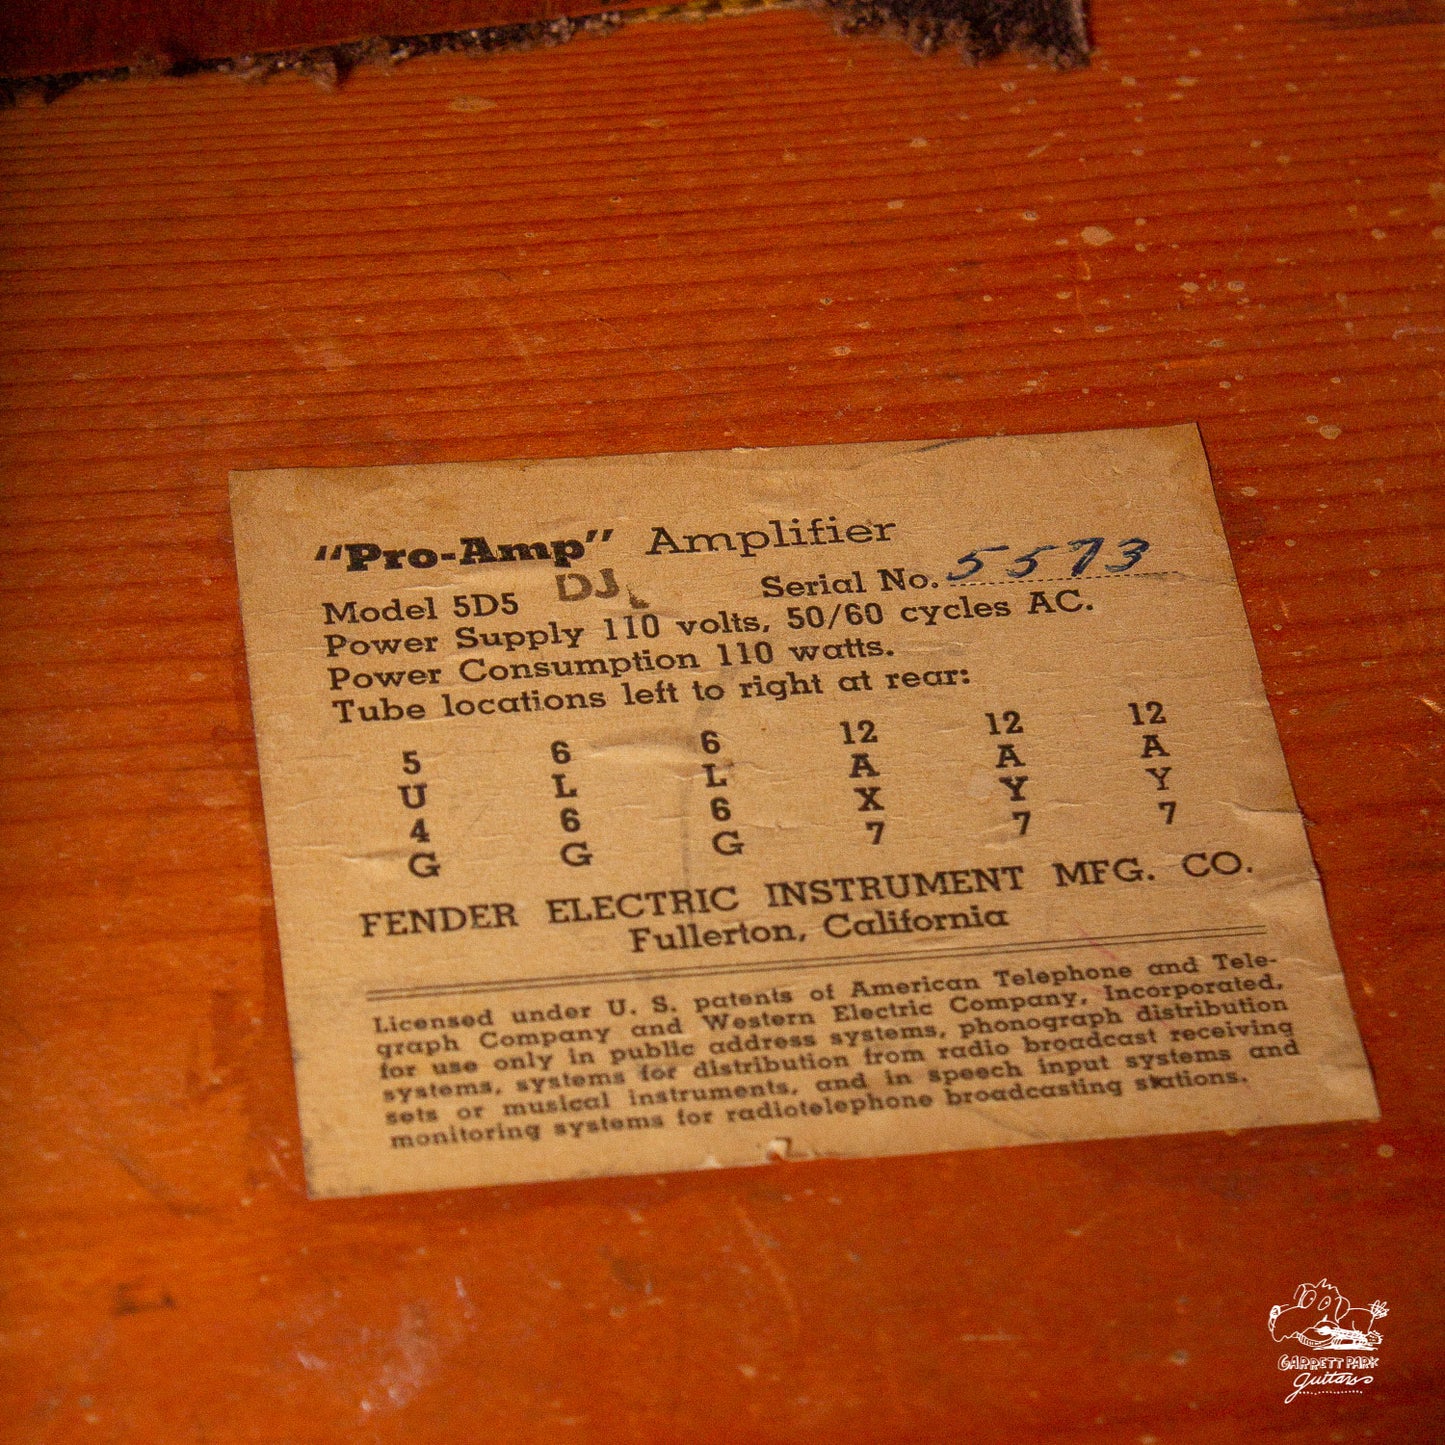 "Pro-Amp" Amplifier
Model 5D5 DJ Serial No. 5573
Power Supply 110 volts, 50/60 cycles AC.
Power Consumption 110 watts.
Tube locations left to right at rear:
5 6 6 12 12 12
U L L A A A
4 6 6 X Y Y
G G G 7 7 7
FENDER ELECTRIC INSTRUMENT MFG. CO.
Fullerton, California
Licensed under U. S. patents of American Telephone and Tele-
graph Company and Western Electric Company, Incorporated,
for use only in public address systems, phonograph distribution
systems, systems for distribution from radio broadcast receiving
sets or musical instruments, and in speech input systems and
monitoring systems for radiotelephone broadcasting stations.
GARRETT PARK
guitars